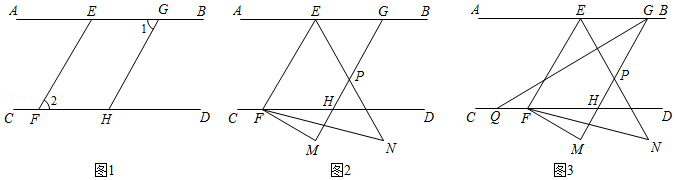 A E G B
1
2
C F H D
图1
A E G B
P
C F H D
M N
图2
A E G B
P
C Q F H D
M N
图3